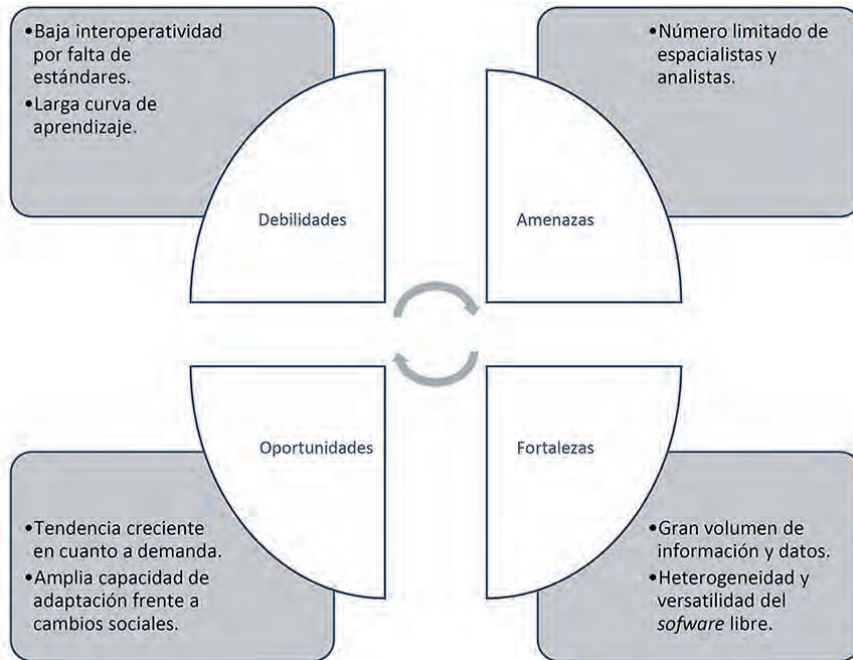 •Baja interoperatividad
por falta de
estándares.
•Larga curva de
aprendizaje.
Debilidades
•Número limitado de
espacialistas y
analistas.
Amenazas
Oportunidades
•Tendencia creciente
en cuanto a demanda.
•Amplia capacidad de
adaptación frente a
cambios sociales.
Fortalezas
•Gran volumen de
información y datos.
•Heterogeneidad y
versatilidad del
sofware libre.